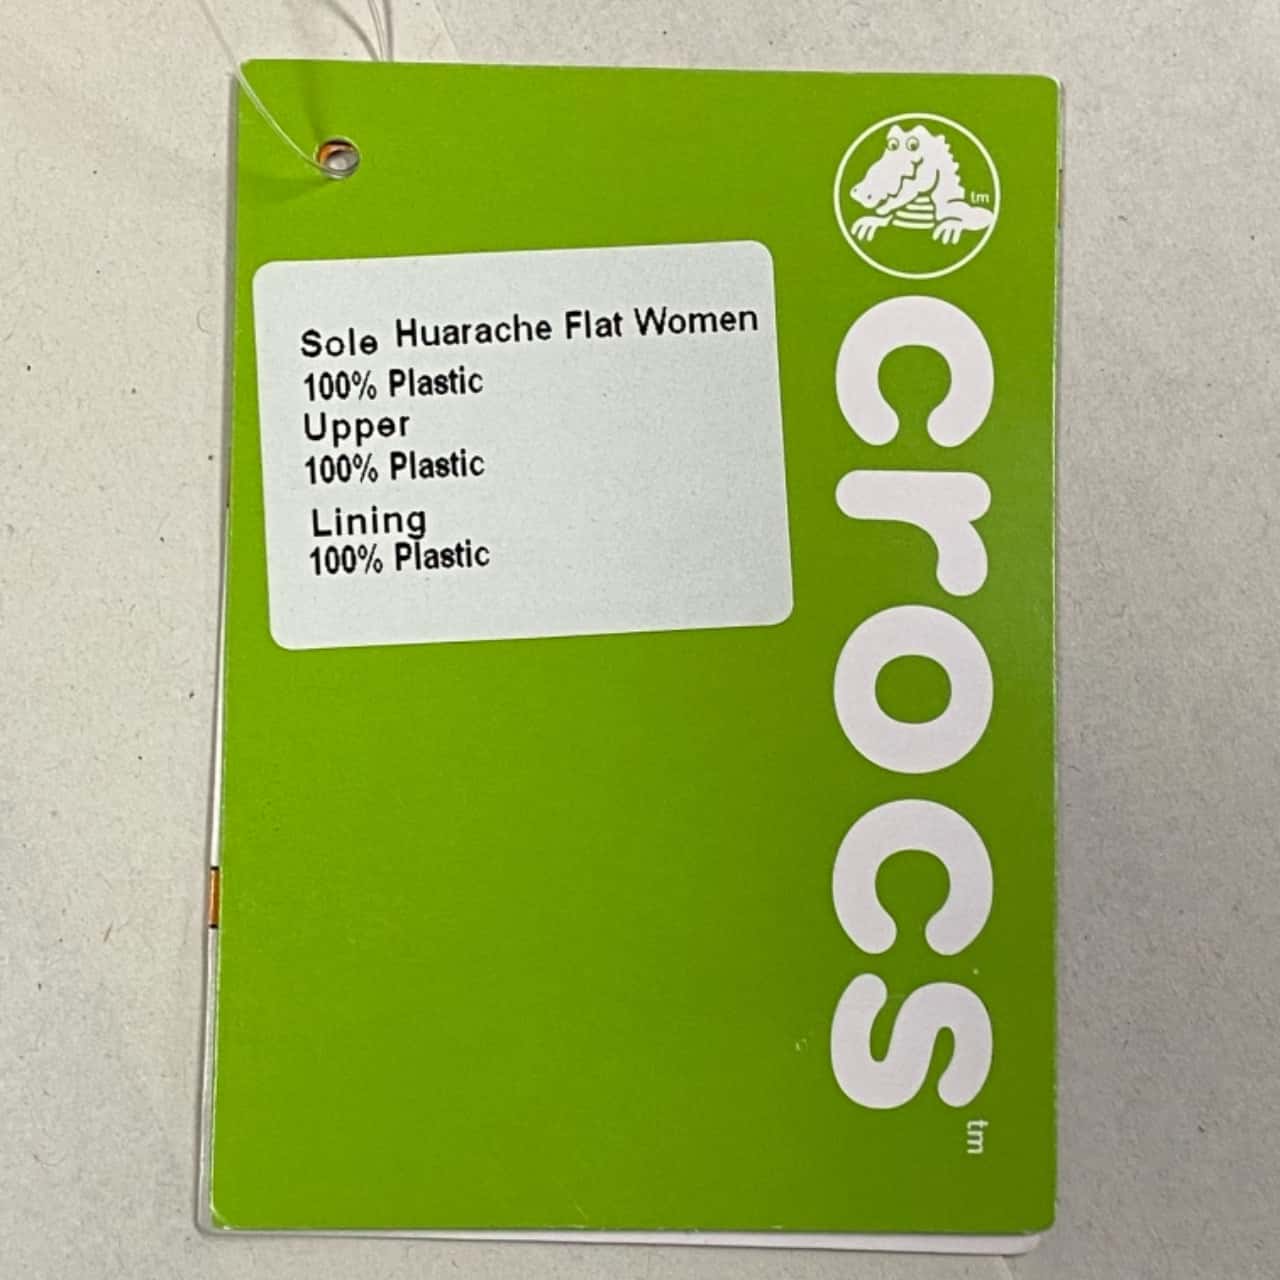 Sole Huarache Flat Women
100% Plastic
Upper
100% Plastic
Lining
100% Plastic
tm
crocs
tm